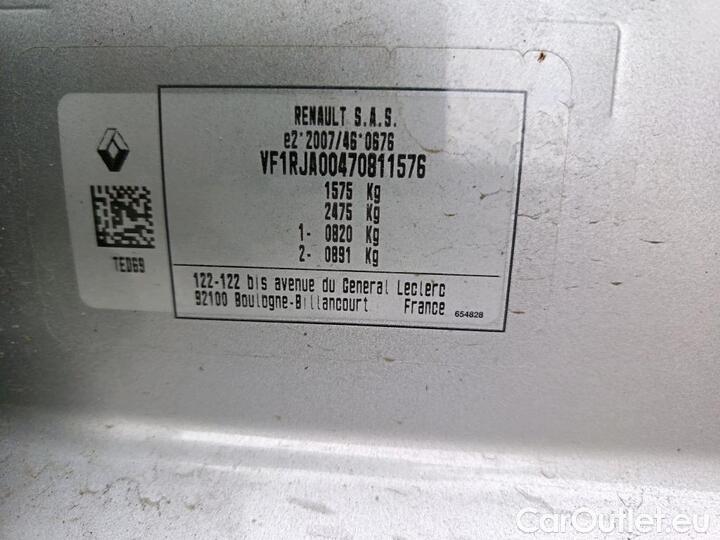 RENAULT S.A.S.
e2*2007/46*0676
VF1RJA00470811576
1575 Kg
2475 Kg
1- 0820 Kg
2- 0891 Kg
TED69
122-122 bis avenue du General Leclerc
92100 Boulogne-Billancourt France
654828
CarOutlet.eu